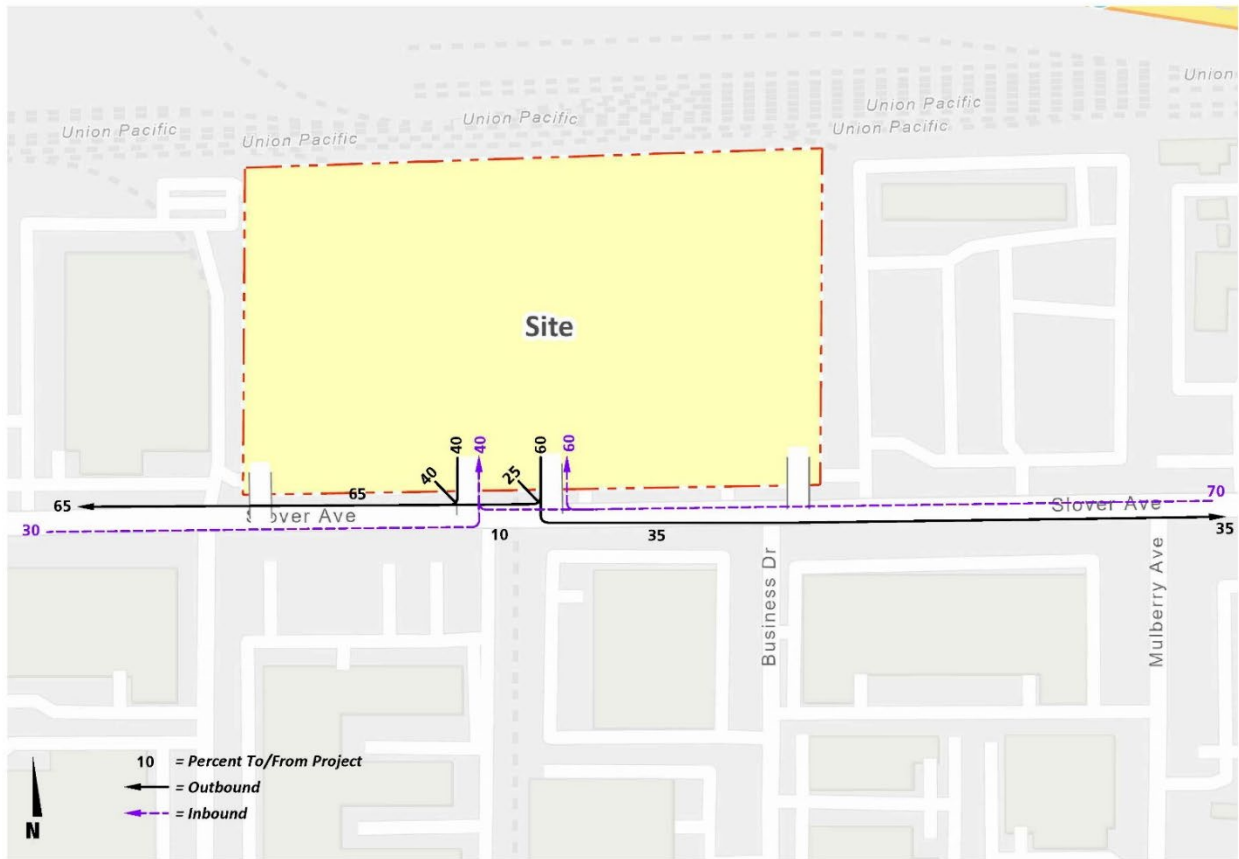 Union
Union Pacific
Union Pacific
Union Pacific
Union Pacific
Union Pacific
Site
40
40
60
60
40
25
65
65
70
30
Slover Ave
Slover Ave
10
35
35
Business Dr
Mulberry Ave
10 = Percent To/From Project
= Outbound
= Inbound
N